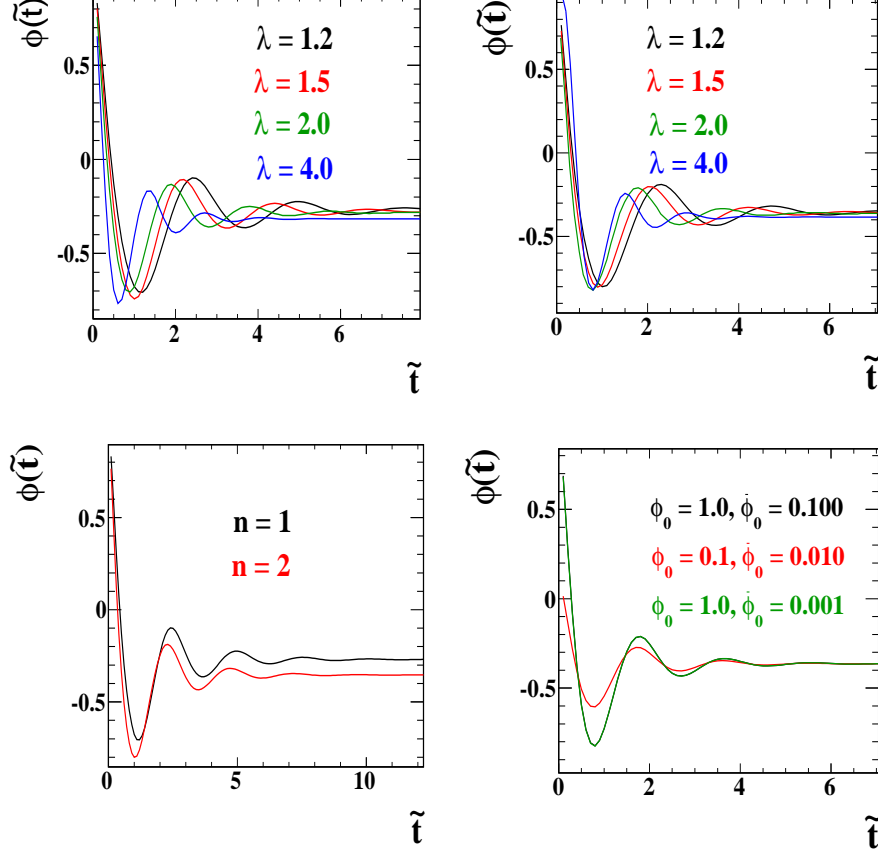 ϕ(t̃)
λ = 1.2
λ = 1.5
λ = 2.0
λ = 4.0
0.5
0
-0.5
0 2 4 6
t̃
ϕ(t̃)
λ = 1.2
λ = 1.5
λ = 2.0
λ = 4.0
0.5
0
-0.5
0 2 4 6
t̃
ϕ(t̃)
n = 1
n = 2
0.5
0
-0.5
0 5 10
t̃
ϕ(t̃)
ϕ₀ = 1.0, ϕ̇₀ = 0.100
ϕ₀ = 0.1, ϕ̇₀ = 0.010
ϕ₀ = 1.0, ϕ̇₀ = 0.001
0.5
0
-0.5
0 2 4 6
t̃